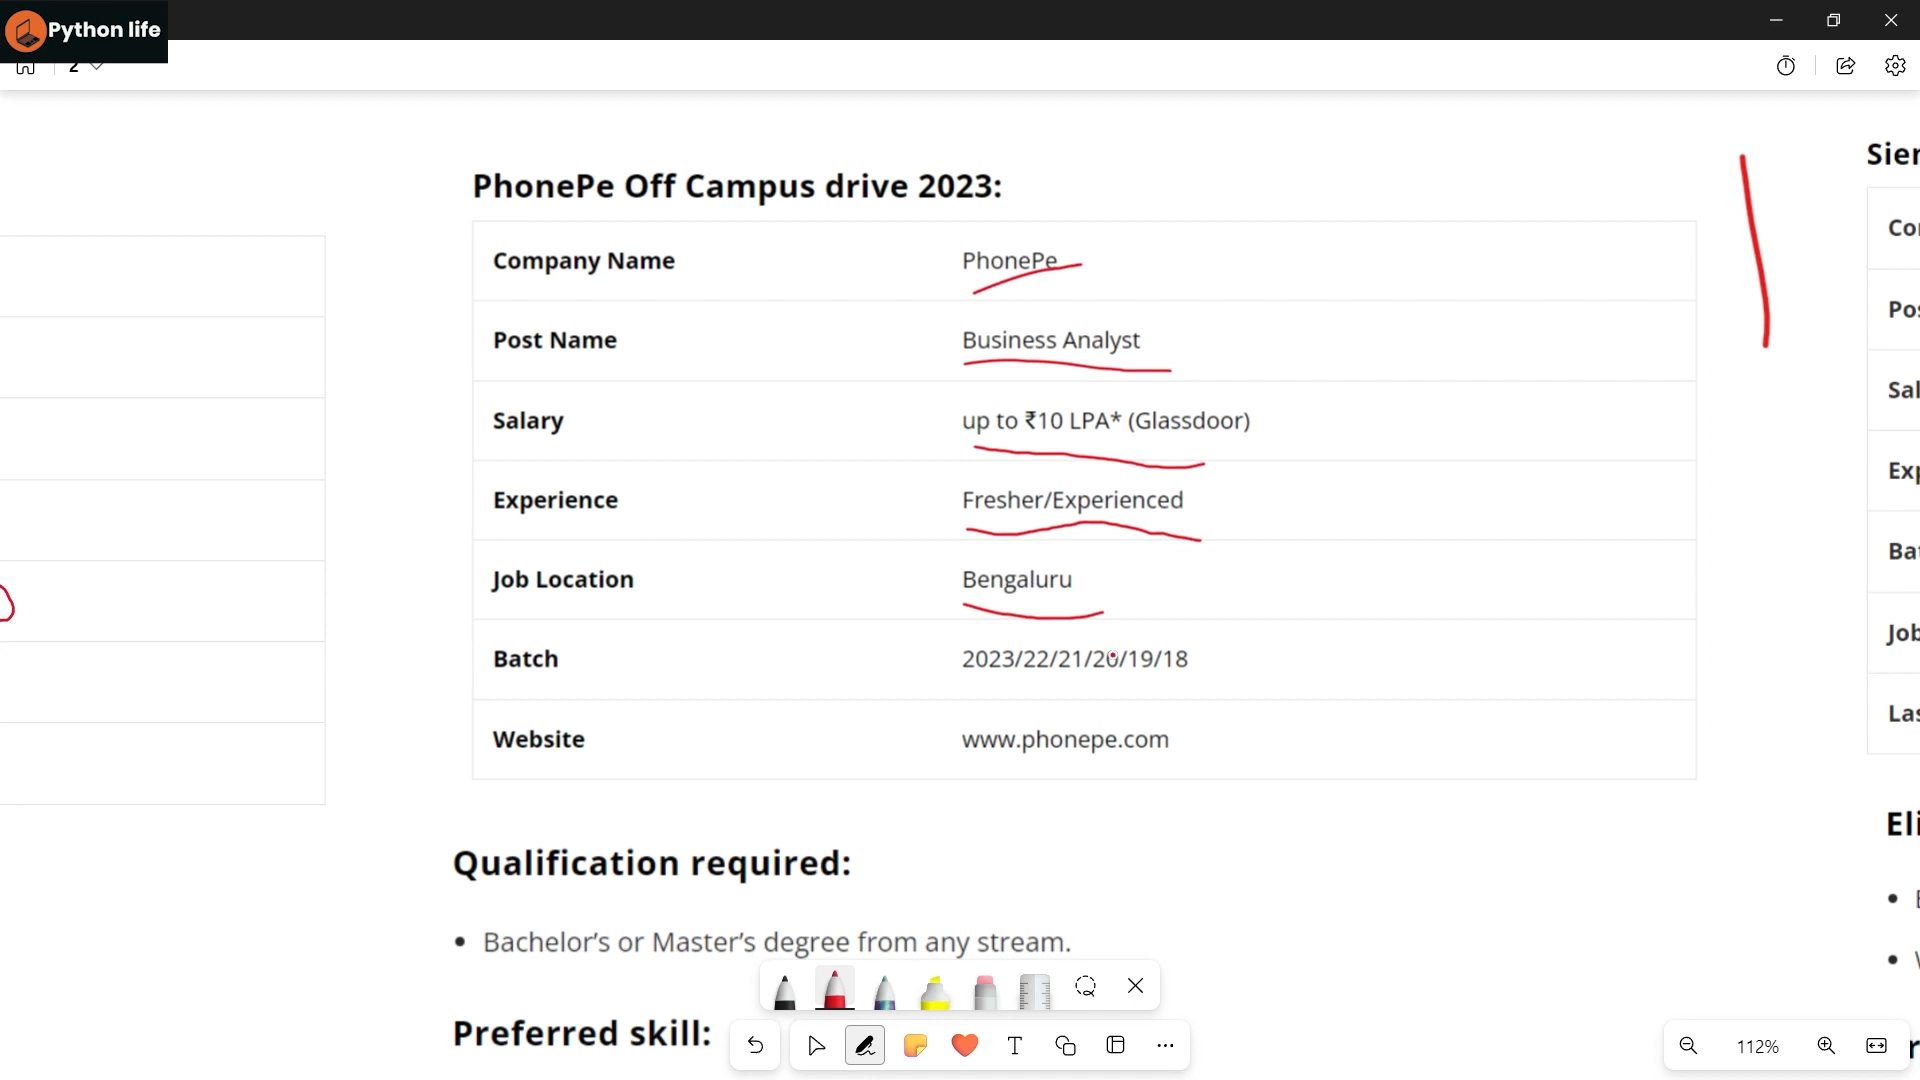 Python life
2
PhonePe Off Campus drive 2023:
Company Name PhonePe
Post Name Business Analyst
Salary up to ₹10 LPA* (Glassdoor)
Experience Fresher/Experienced
Job Location Bengaluru
Batch 2023/22/21/20/19/18
Website www.phonepe.com
Qualification required:
• Bachelor's or Master's degree from any stream.
Preferred skill:
112%